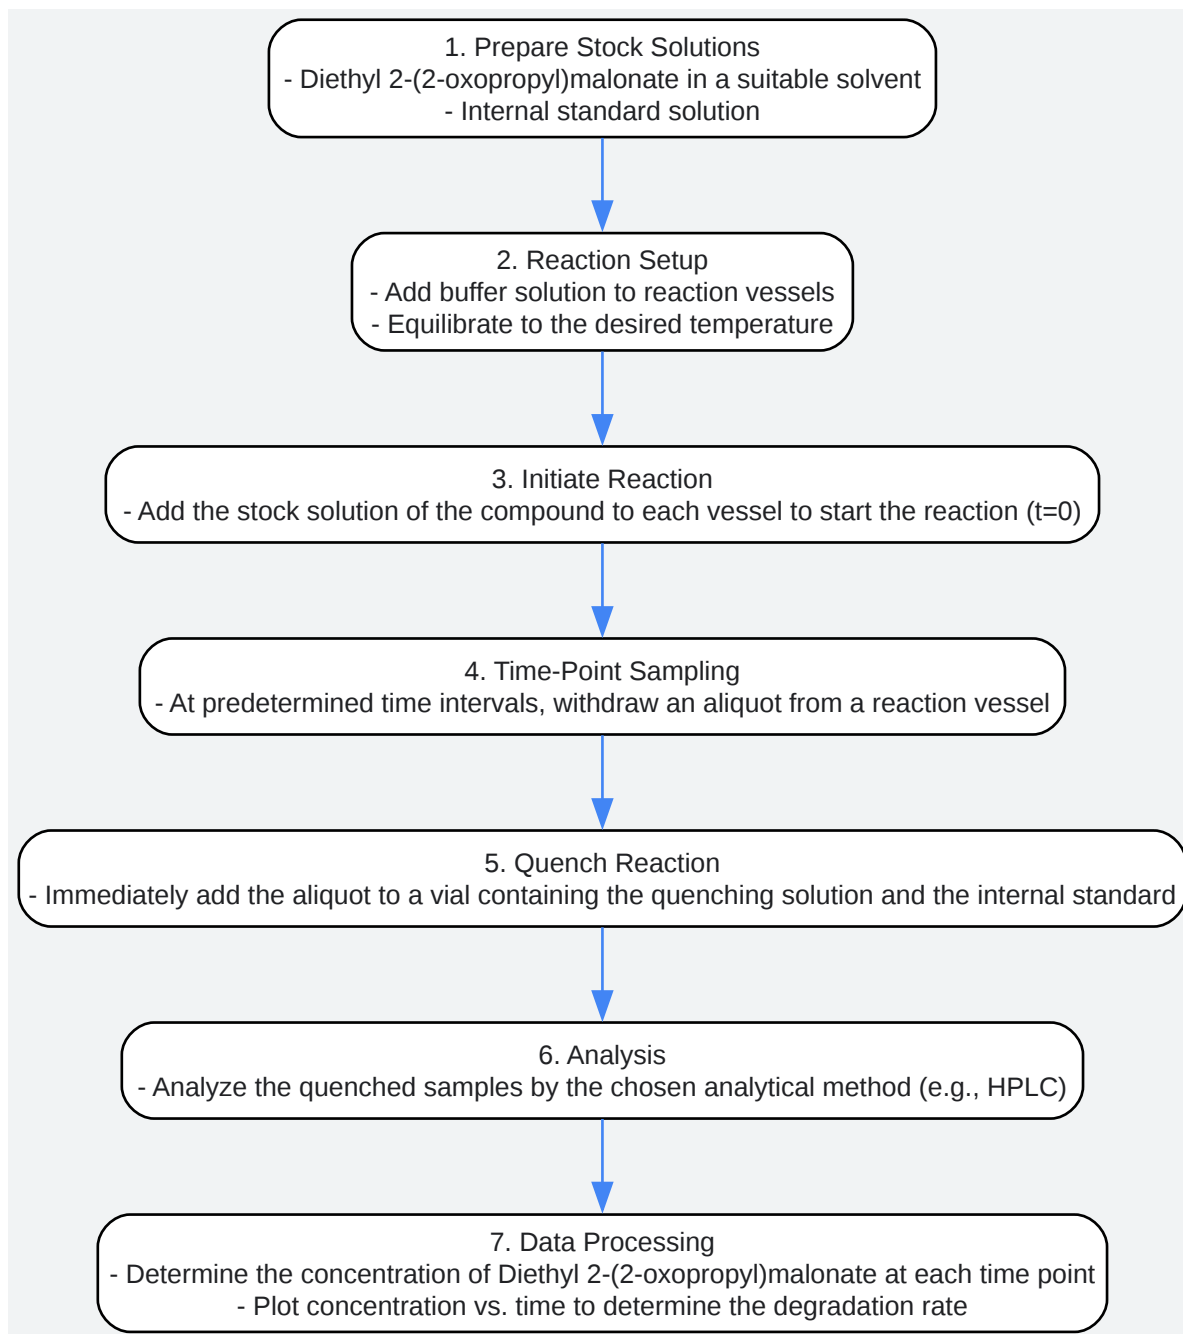 1. Prepare Stock Solutions
- Diethyl 2-(2-oxopropyl)malonate in a suitable solvent
- Internal standard solution
2. Reaction Setup
- Add buffer solution to reaction vessels
- Equilibrate to the desired temperature
3. Initiate Reaction
- Add the stock solution of the compound to each vessel to start the reaction (t=0)
4. Time-Point Sampling
- At predetermined time intervals, withdraw an aliquot from a reaction vessel
5. Quench Reaction
- Immediately add the aliquot to a vial containing the quenching solution and the internal standard
6. Analysis
- Analyze the quenched samples by the chosen analytical method (e.g., HPLC)
7. Data Processing
- Determine the concentration of Diethyl 2-(2-oxopropyl)malonate at each time point
- Plot concentration vs. time to determine the degradation rate